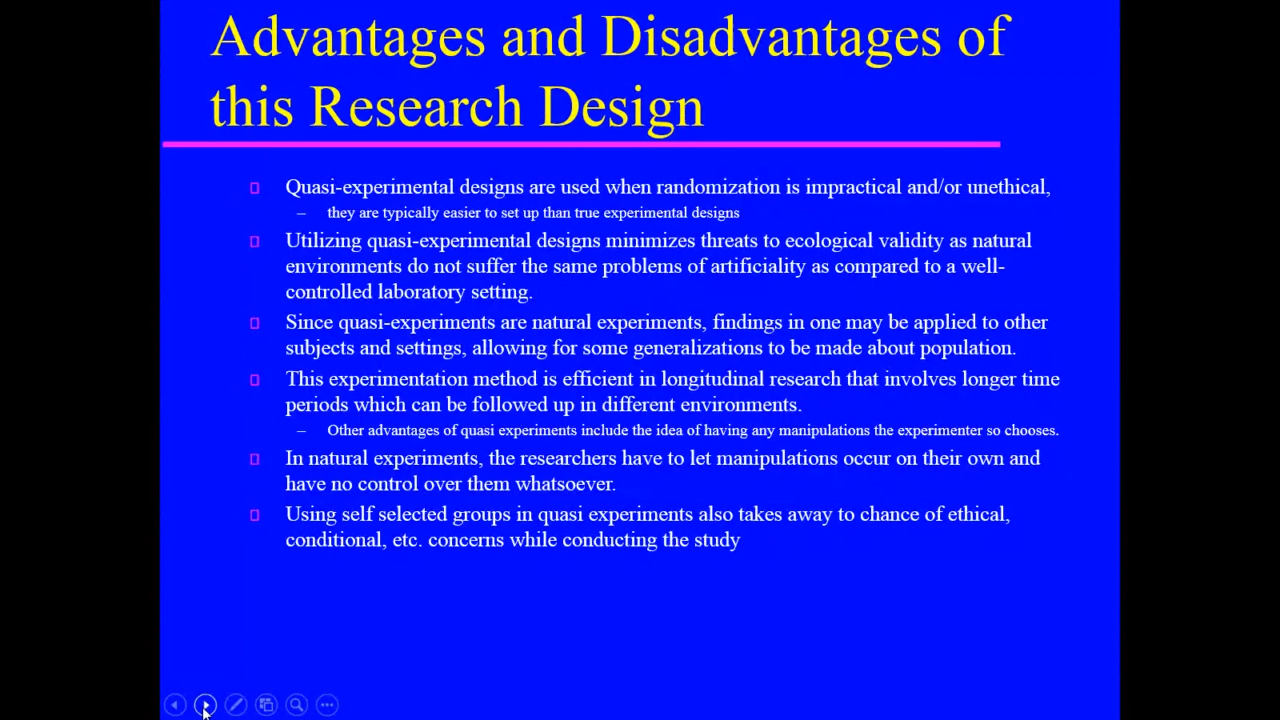 Advantages and Disadvantages of
this Research Design
Quasi-experimental designs are used when randomization is impractical and/or unethical,
– they are typically easier to set up than true experimental designs
Utilizing quasi-experimental designs minimizes threats to ecological validity as natural
environments do not suffer the same problems of artificiality as compared to a well-
controlled laboratory setting.
Since quasi-experiments are natural experiments, findings in one may be applied to other
subjects and settings, allowing for some generalizations to be made about population.
This experimentation method is efficient in longitudinal research that involves longer time
periods which can be followed up in different environments.
– Other advantages of quasi experiments include the idea of having any manipulations the experimenter so chooses.
In natural experiments, the researchers have to let manipulations occur on their own and
have no control over them whatsoever.
Using self selected groups in quasi experiments also takes away to chance of ethical,
conditional, etc. concerns while conducting the study